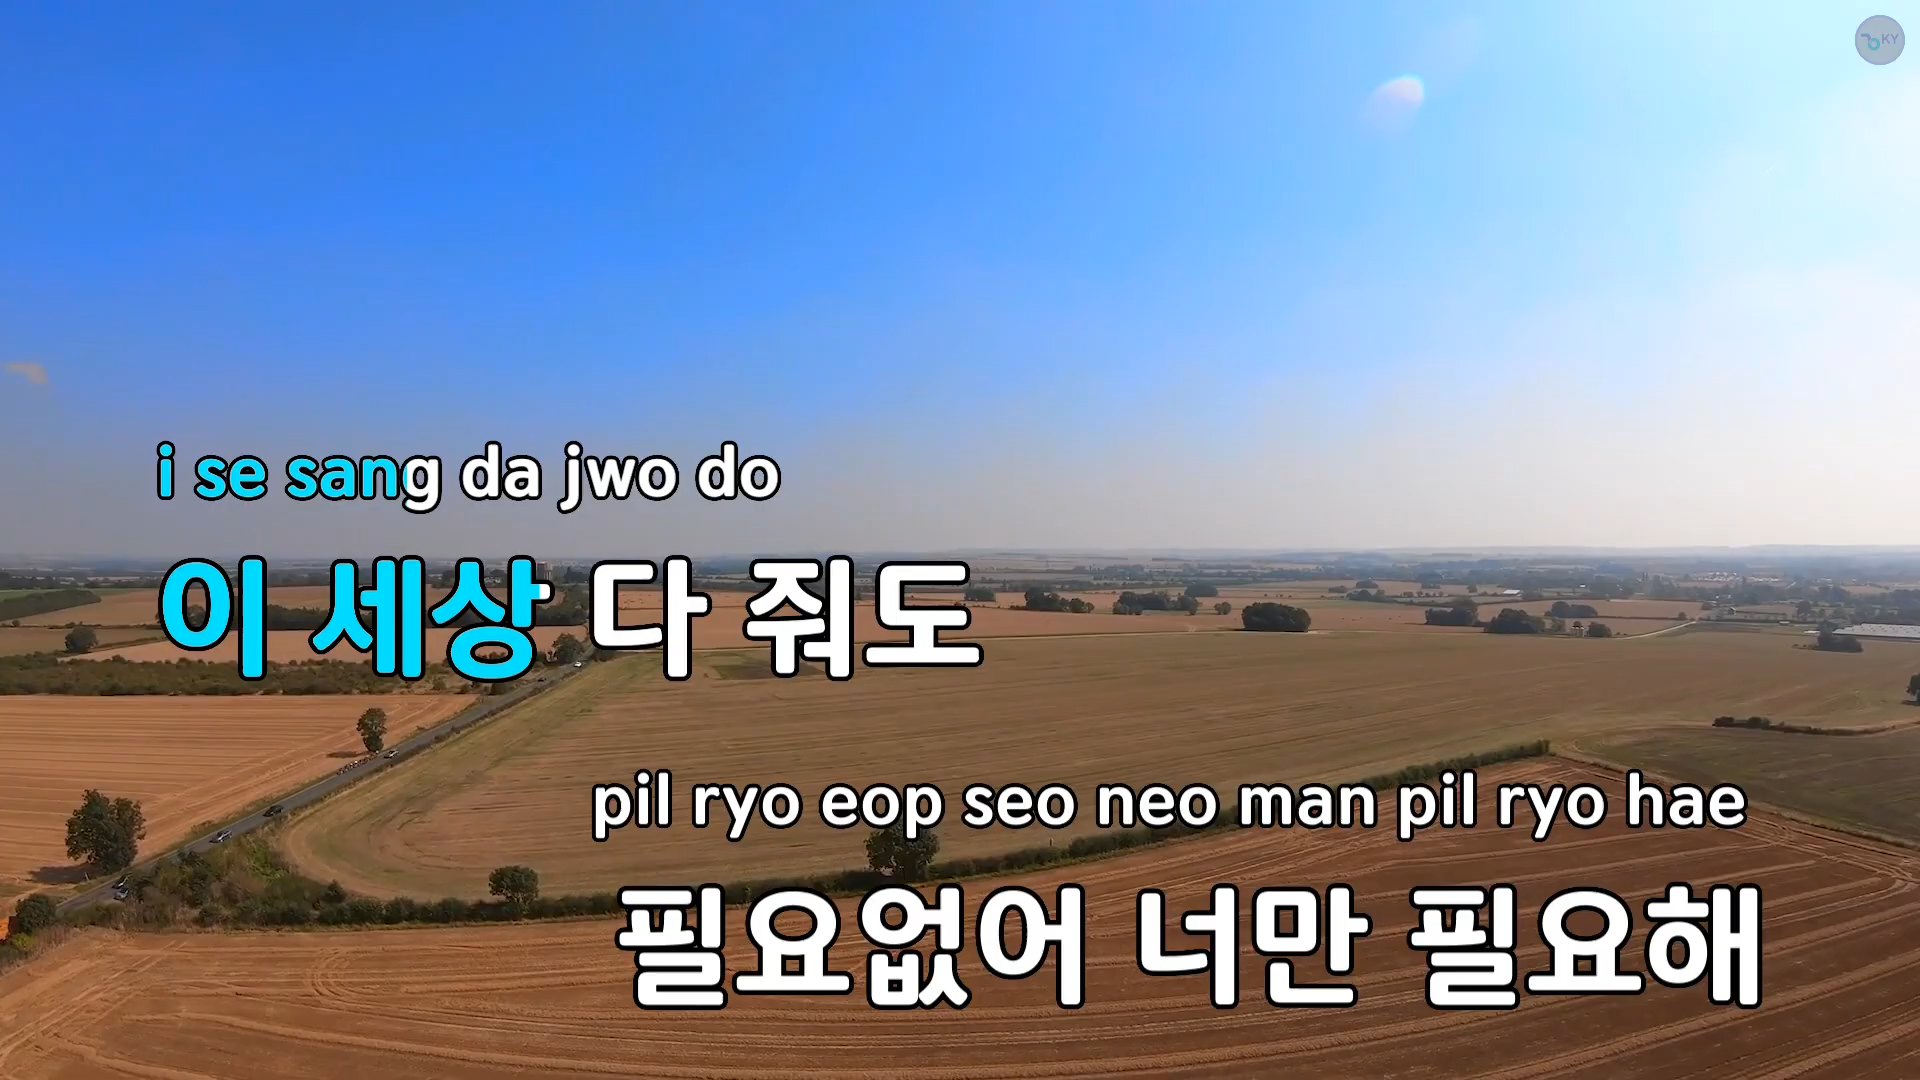 KY
i se sang da jwo do
이 세상 다 줘도
pil ryo eop seo neo man pil ryo hae
필요없어 너만 필요해